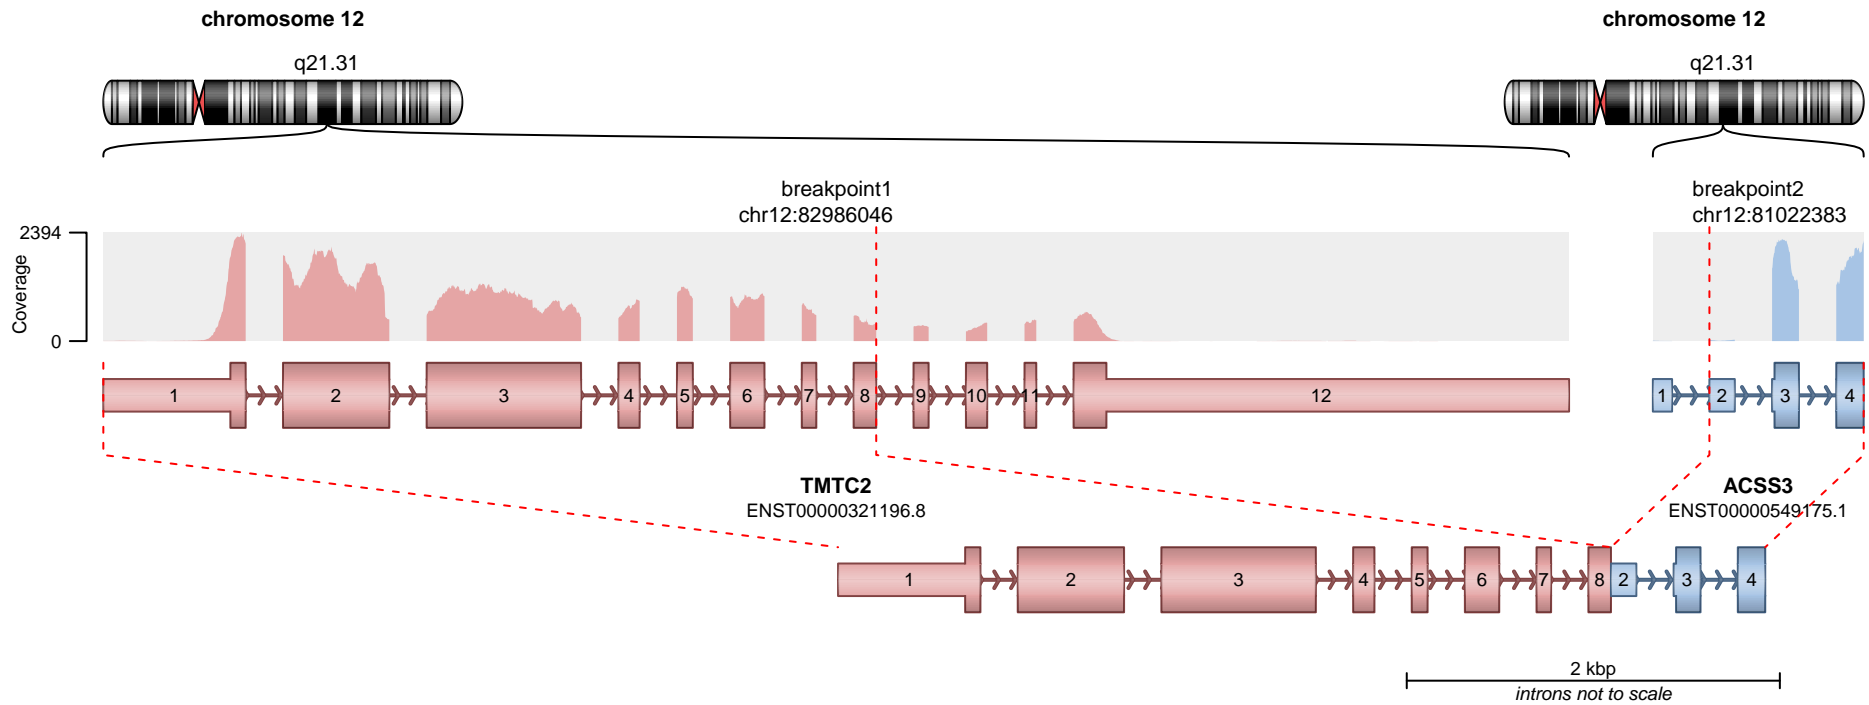 chromosome 12 chromosome 12
q21.31 q21.31
breakpoint1 breakpoint2
chr12:82986046 chr12:81022383
2394
Coverage
0
1 2 3 4 5 6 7 8 9 10 11 12 1 2 3 4
TMTC2 ACSS3
ENST00000321196.8 ENST00000549175.1
1 2 3 4 5 6 7 8 2 3 4
2 kbp
introns not to scale